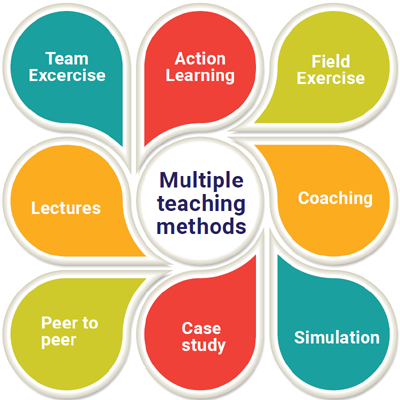 Team
Excercise
Action
Learning
Field
Exercise
Lectures
Multiple
teaching
methods
Coaching
Peer to
peer
Case
study
Simulation